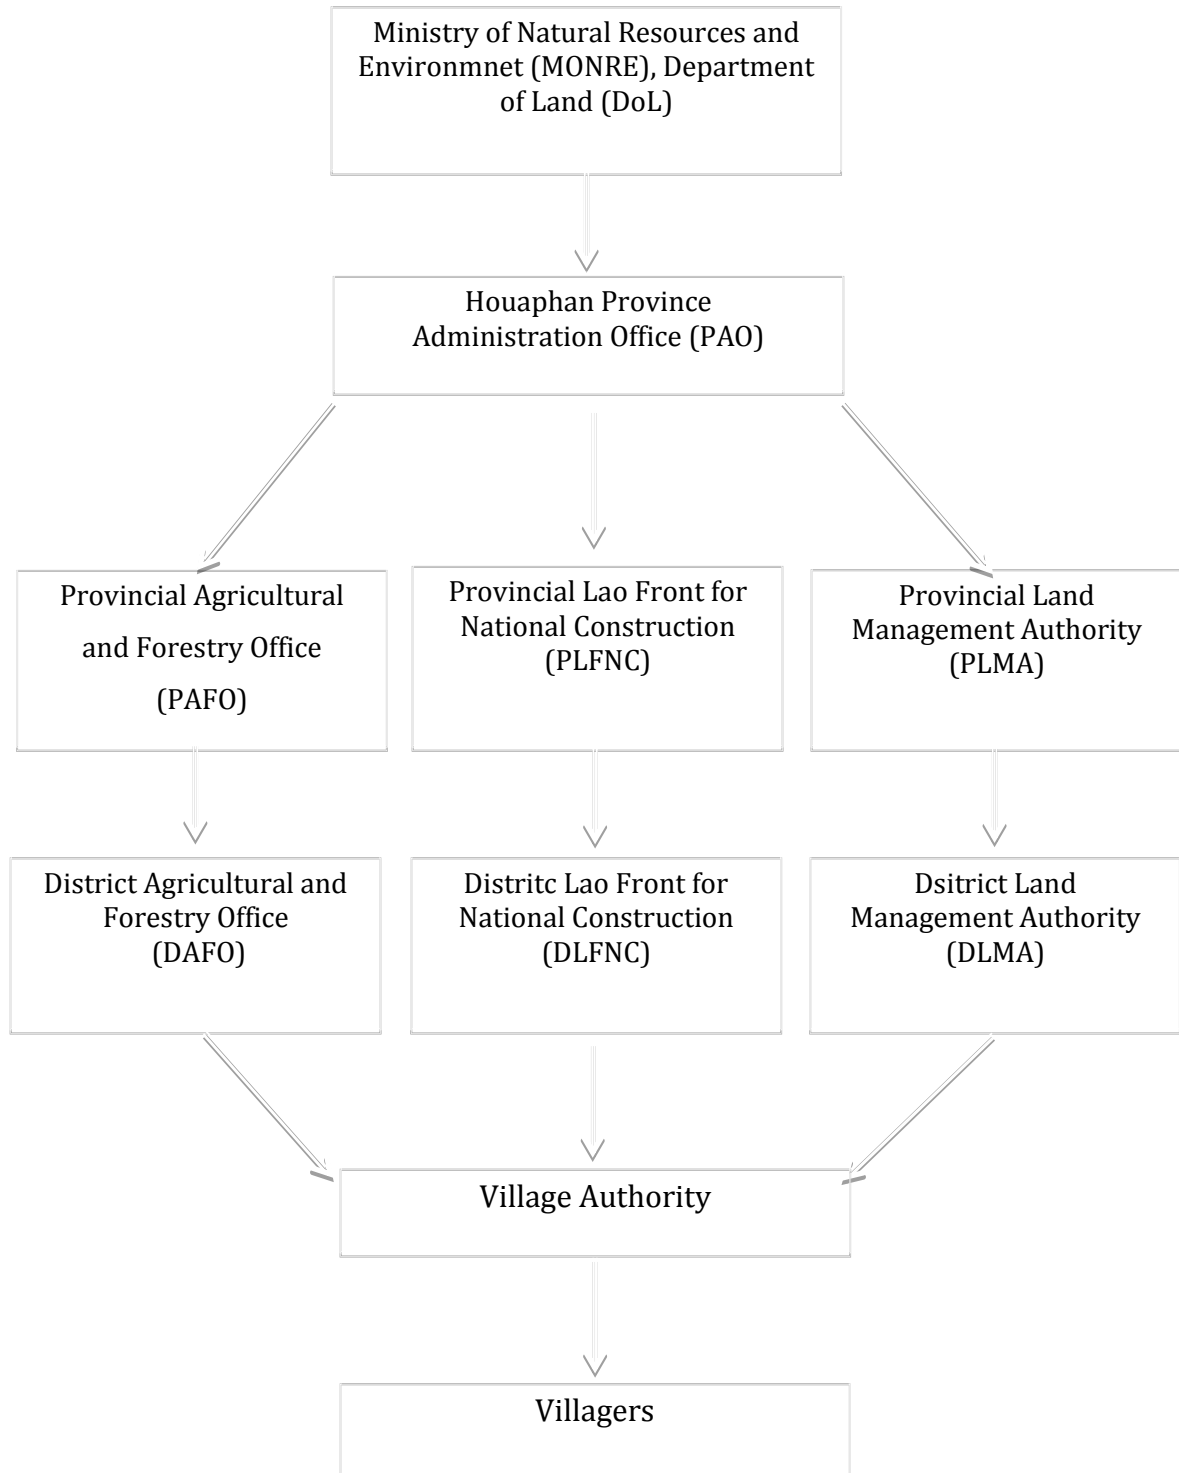 Ministry of Natural Resources and
Environmnet (MONRE), Department
of Land (DoL)
Houaphan Province
Administration Office (PAO)
Provincial Agricultural
and Forestry Office
(PAFO)
Provincial Lao Front for
National Construction
(PLFNC)
Provincial Land
Management Authority
(PLMA)
District Agricultural and
Forestry Office
(DAFO)
Distritc Lao Front for
National Construction
(DLFNC)
Dsitrict Land
Management Authority
(DLMA)
Village Authority
Villagers